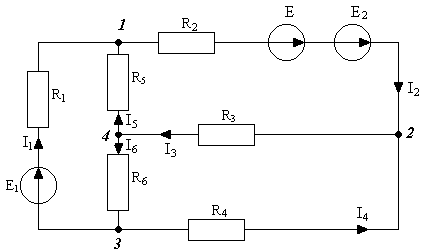 1 R2 E E2
R1 R5 I2
I1 4 I5 R3 2
I6 I3
E1 R6
3 R4 I4